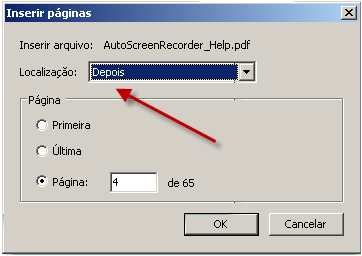 Inserir páginas
Inserir arquivo: AutoScreenRecorder_Help.pdf
Localização: Depois
Página
Primeira
Última
Página: 4 de 65
OK Cancelar